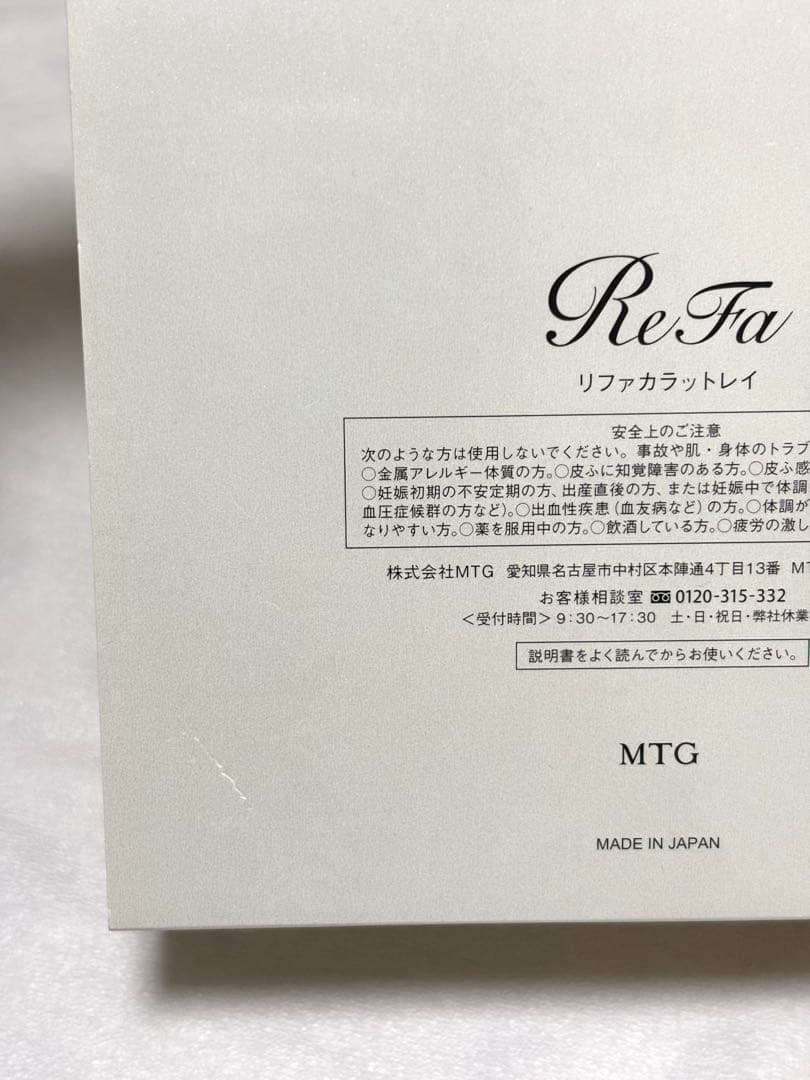 ReFa
リファカラットレイ
安全上のご注意
次のような方は使用しないでください。事故や肌・身体のトラブ
○金属アレルギー体質の方。○皮ふに知覚障害のある方。○皮ふ感
○妊娠初期の不安定期の方、出産直後の方、または妊娠中で体調
血圧症候群の方など)。○出血性疾患(血友病など)の方。○体調が
なりやすい方。○薬を服用中の方。○飲酒している方。○疲労の激し
株式会社MTG 愛知県名古屋市中村区本陣通4丁目13番 MT
お客様相談室 0120-315-332
<受付時間>9:30~17:30 土・日・祝日・弊社休業
説明書をよく読んでからお使いください。
MTG
MADE IN JAPAN